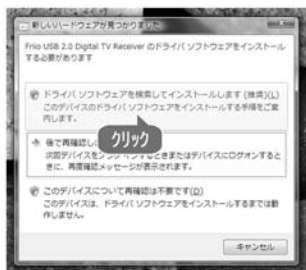 新しいハードウェアが見つかりました
Friio USB 2.0 Digital TV Receiver のドライバ ソフトウェアをインストール
する必要があります
ドライバ ソフトウェアを検索してインストールします (推奨)(L)
このデバイスのドライバ ソフトウェアをインストールする手順をご案
内します。
クリック
後で再確認し
次回デバイスをプラグ インするときまたはデバイスにログオンすると
きに、再度確認メッセージが表示されます。
このデバイスについて再確認は不要です(D)
このデバイスは、ドライバ ソフトウェアをインストールするまでは動
作しません。
キャンセル